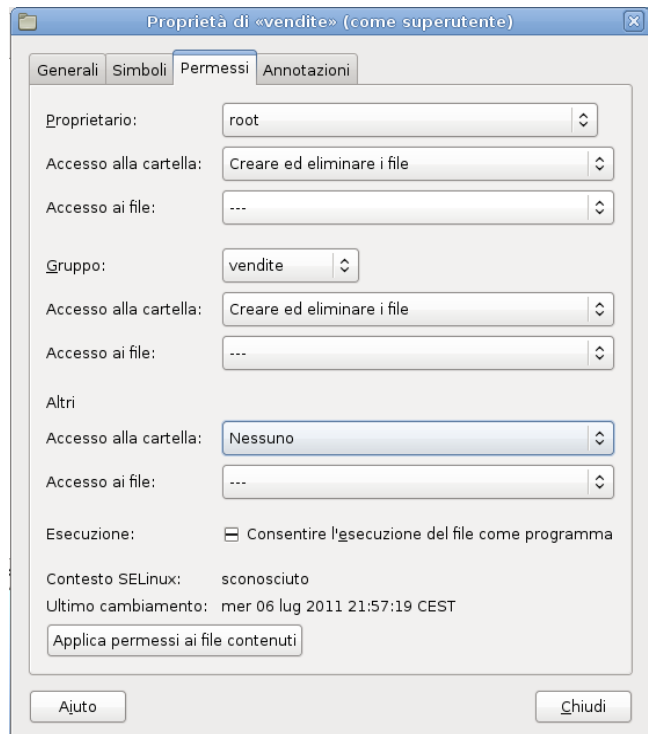 Proprietà di «vendite» (come superutente)
Generali Simboli Permessi Annotazioni
Proprietario: root
Accesso alla cartella: Creare ed eliminare i file
Accesso ai file: ---
Gruppo: vendite
Accesso alla cartella: Creare ed eliminare i file
Accesso ai file: ---
Altri
Accesso alla cartella: Nessuno
Accesso ai file: ---
Esecuzione: Consentire l'esecuzione del file come programma
Contesto SELinux: sconosciuto
Ultimo cambiamento: mer 06 lug 2011 21:57:19 CEST
Applica permessi ai file contenuti
Aiuto Chiudi